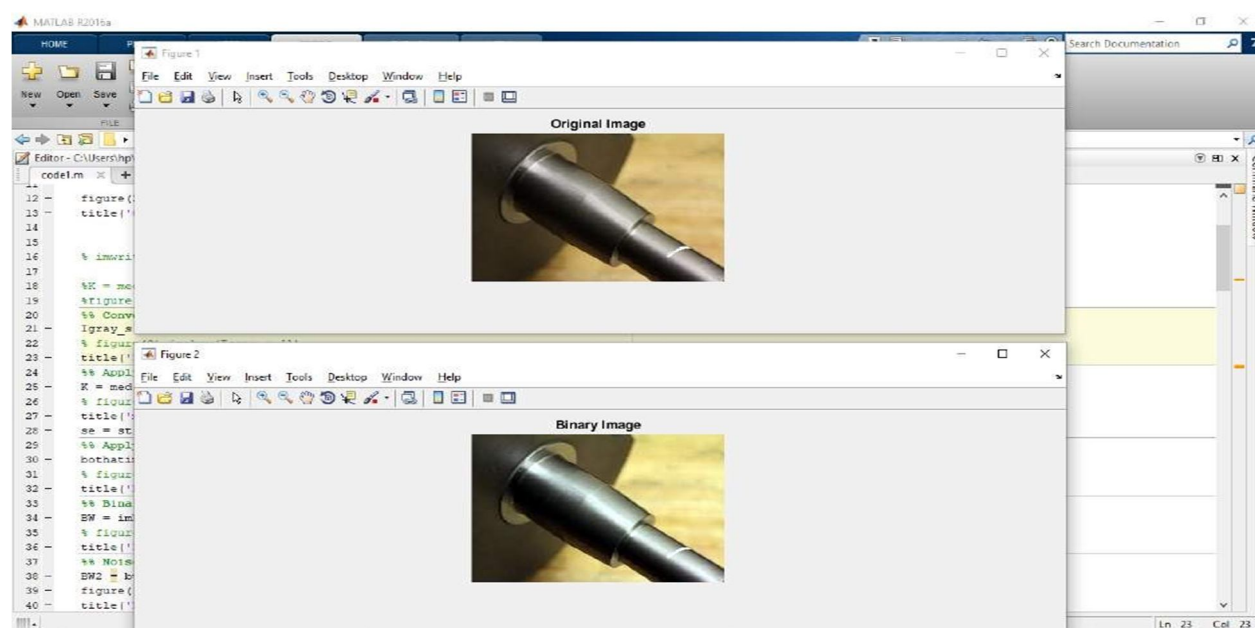 MATLAB R2016a
HOME
Search Documentation
New Open Save
FILE
Figure 1
File Edit View Insert Tools Desktop Window Help
Original Image
Editor - C:\Users\hp\
code1.m
12 figure(
13 title('
14
15
16 % imwri
17
18 %K =
19 %figure
20 %% Conv
21 Igray_s
22 % figur
23 title('
24 %% Appl
25 K = med
26 % figur
27 title('
28 se = st
29 %% Appl
30 bothati
31 % figur
32 title('
33 %% Bina
34 BW = im
35 % figur
36 title('
37 %% Nois
38 BW2 = b
39 figure(
40 title('
Figure 2
File Edit View Insert Tools Desktop Window Help
Binary Image
Ln 23 Col 23